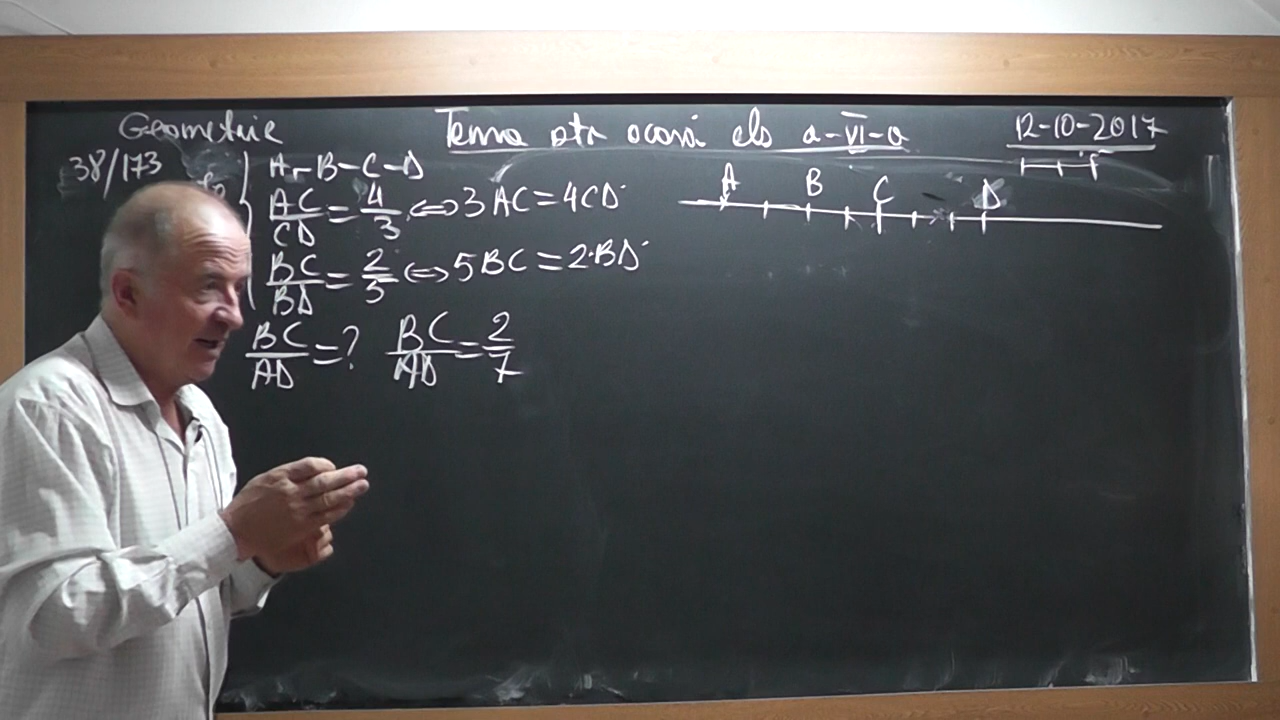 Geometrie Tema ptr acasă cls a-VI-a 12-10-2017
38/173 A-B-C-D
AC/CD = 4/3 ⇔ 3AC = 4CD
BC/BD = 2/5 ⇔ 5BC = 2·BD
BC/AD = ? BC/AD = 2/7
A B C D